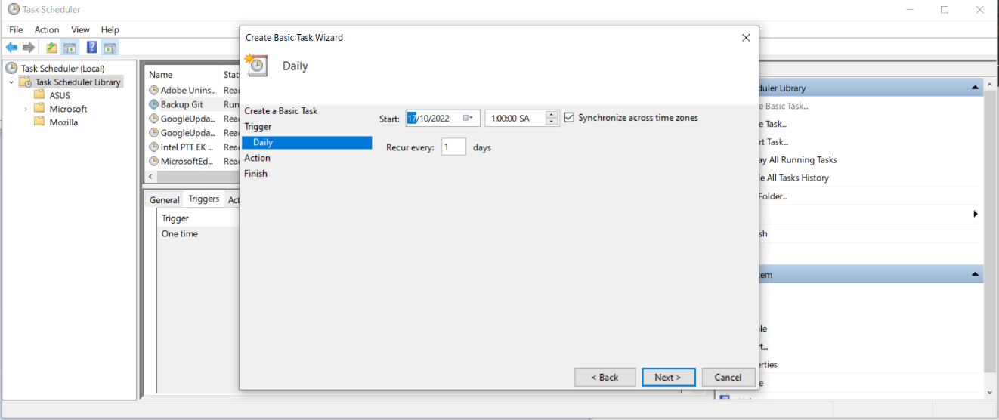 Task Scheduler
File Action View Help
Task Scheduler (Local)
Task Scheduler Library
ASUS
Microsoft
Mozilla
Name Stat
Adobe Unins... Read
Backup Git Run
GoogleUpda... Read
GoogleUpda... Read
Intel PTT EK ... Read
MicrosoftEd... Read
General Triggers Act
Trigger
One time
Create Basic Task Wizard
Daily
Create a Basic Task
Trigger
Daily
Action
Finish
Start: 17/10/2022 1:00:00 SA Synchronize across time zones
Recur every: 1 days
< Back Next > Cancel
duler Library
e Basic Task...
e Task...
rt Task...
ay All Running Tasks
le All Tasks History
Folder...
sh
tem
le
rt...
erties
e